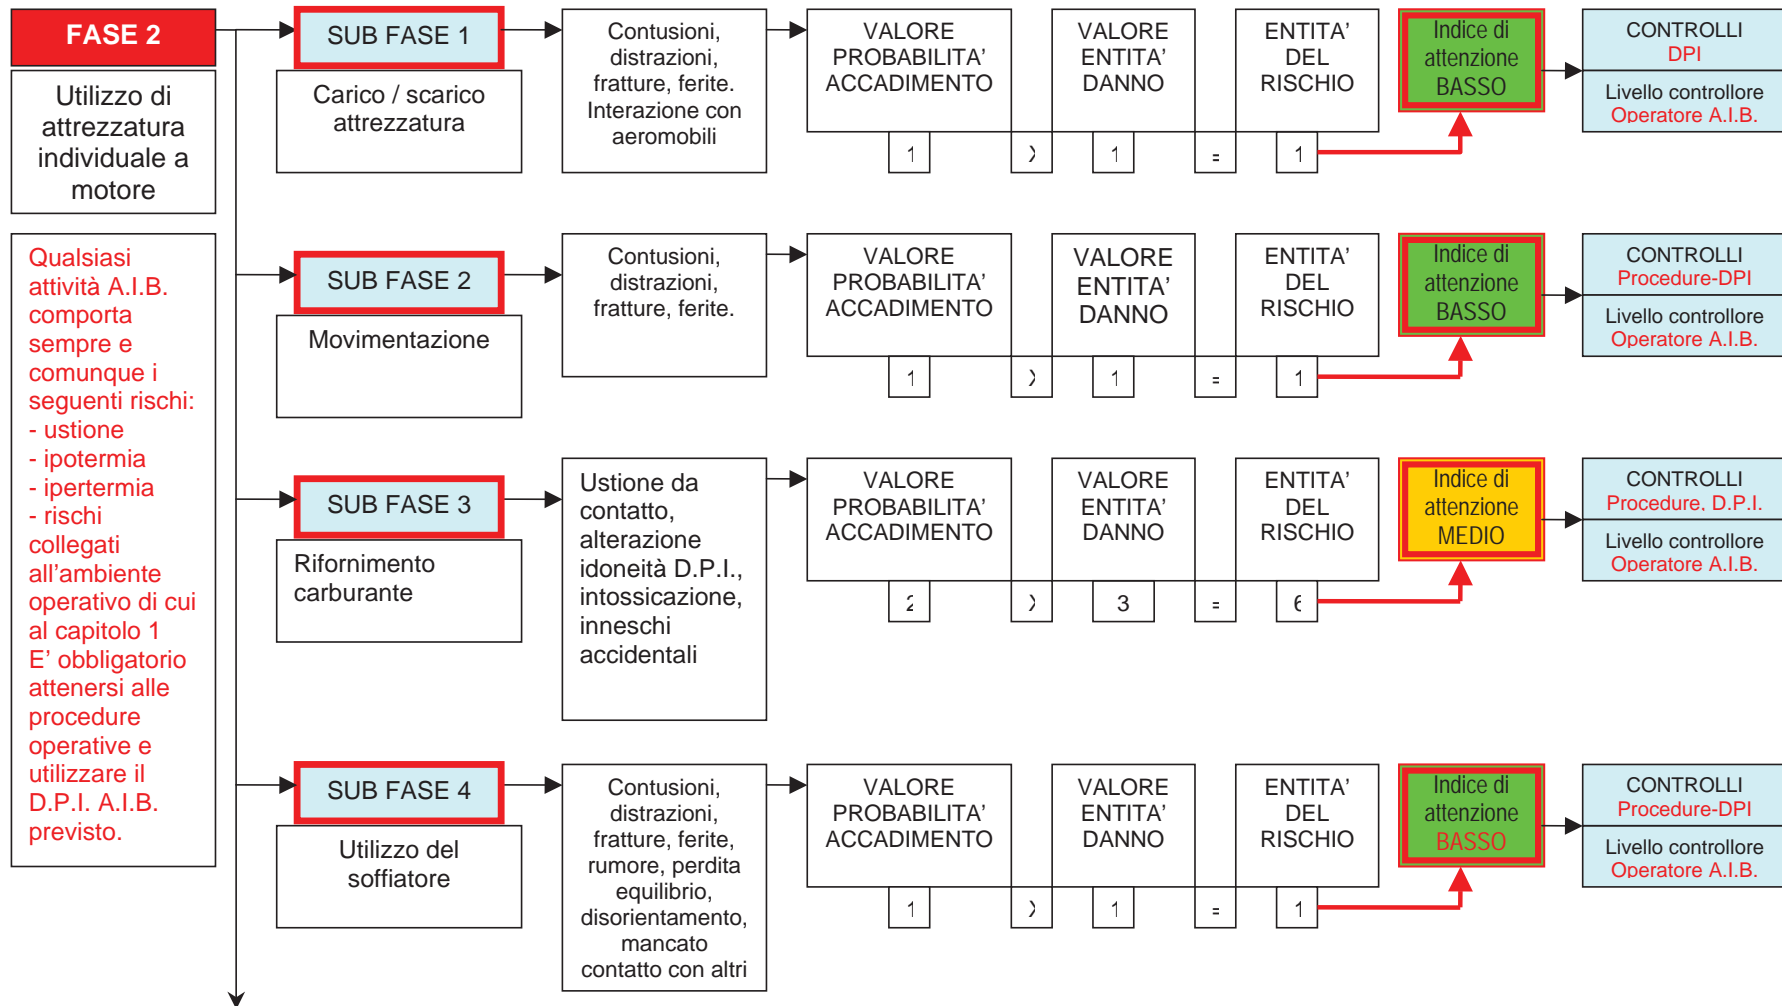 FASE 2
Utilizzo di
attrezzatura
individuale a
motore
Qualsiasi
attività A.I.B.
comporta
sempre e
comunque i
seguenti rischi:
- ustione
- ipotermia
- ipertermia
- rischi
collegati
all’ambiente
operativo di cui
al capitolo 1
E’ obbligatorio
attenersi alle
procedure
operative e
utilizzare il
D.P.I. A.I.B.
previsto.
SUB FASE 1
Carico / scarico
attrezzatura
Contusioni,
distrazioni,
fratture, ferite.
Interazione con
aeromobili
VALORE
PROBABILITA’
ACCADIMENTO
VALORE
ENTITA’
DANNO
ENTITA’
DEL
RISCHIO
1 X 1 = 1
Indice di
attenzione
BASSO
CONTROLLI
DPI
Livello controllore
Operatore A.I.B.
SUB FASE 2
Movimentazione
Contusioni,
distrazioni,
fratture, ferite.
VALORE
PROBABILITA’
ACCADIMENTO
VALORE
ENTITA’
DANNO
ENTITA’
DEL
RISCHIO
1 X 1 = 1
Indice di
attenzione
BASSO
CONTROLLI
Procedure-DPI
Livello controllore
Operatore A.I.B.
SUB FASE 3
Rifornimento
carburante
Ustione da
contatto,
alterazione
idoneità D.P.I.,
intossicazione,
inneschi
accidentali
VALORE
PROBABILITA’
ACCADIMENTO
VALORE
ENTITA’
DANNO
ENTITA’
DEL
RISCHIO
2 X 3 = 6
Indice di
attenzione
MEDIO
CONTROLLI
Procedure, D.P.I.
Livello controllore
Operatore A.I.B.
SUB FASE 4
Utilizzo del
soffiatore
Contusioni,
distrazioni,
fratture, ferite,
rumore, perdita
equilibrio,
disorientamento,
mancato
contatto con altri
VALORE
PROBABILITA’
ACCADIMENTO
VALORE
ENTITA’
DANNO
ENTITA’
DEL
RISCHIO
1 X 1 = 1
Indice di
attenzione
BASSO
CONTROLLI
Procedure-DPI
Livello controllore
Operatore A.I.B.